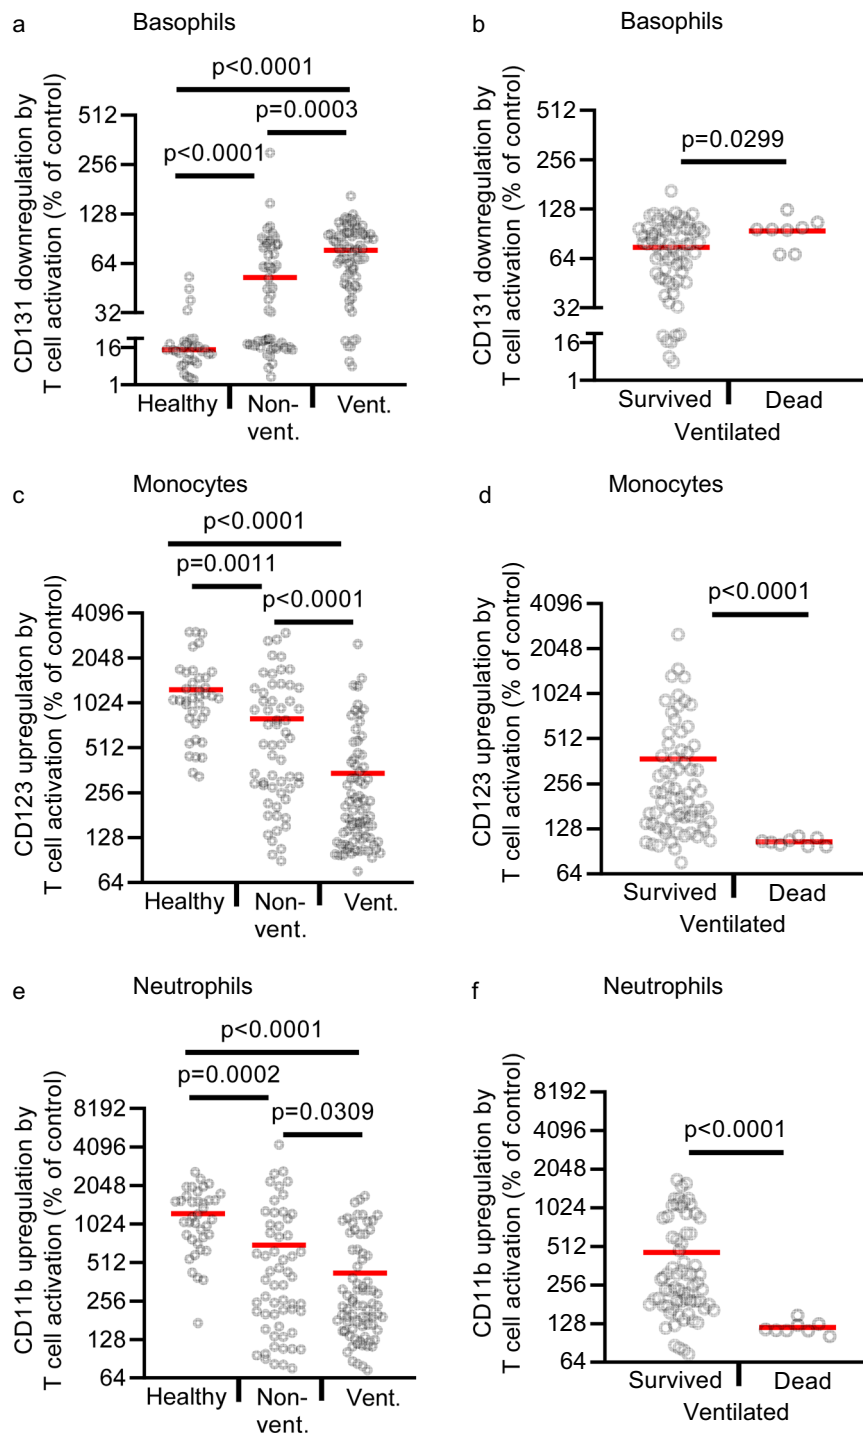 a
Basophils
p<0.0001
p=0.0003
p<0.0001
CD131 downregulation by
T cell activation (% of control)
512
256
128
64
32
16
1
Healthy
Non-
vent.
Vent.
b
Basophils
p=0.0299
CD131 downregulation by
T cell activation (% of control)
512
256
128
64
32
16
1
Survived
Dead
Ventilated
c
Monocytes
p<0.0001
p=0.0011
p<0.0001
CD123 upregulation by
T cell activation (% of control)
4096
2048
1024
512
256
128
64
Healthy
Non-
vent.
Vent.
d
Monocytes
p<0.0001
CD123 upregulation by
T cell activation (% of control)
4096
2048
1024
512
256
128
64
Survived
Dead
Ventilated
e
Neutrophils
p<0.0001
p=0.0002
p=0.0309
CD11b upregulation by
T cell activation (% of control)
8192
4096
2048
1024
512
256
128
64
Healthy
Non-
vent.
Vent.
f
Neutrophils
p<0.0001
CD11b upregulation by
T cell activation (% of control)
8192
4096
2048
1024
512
256
128
64
Survived
Dead
Ventilated